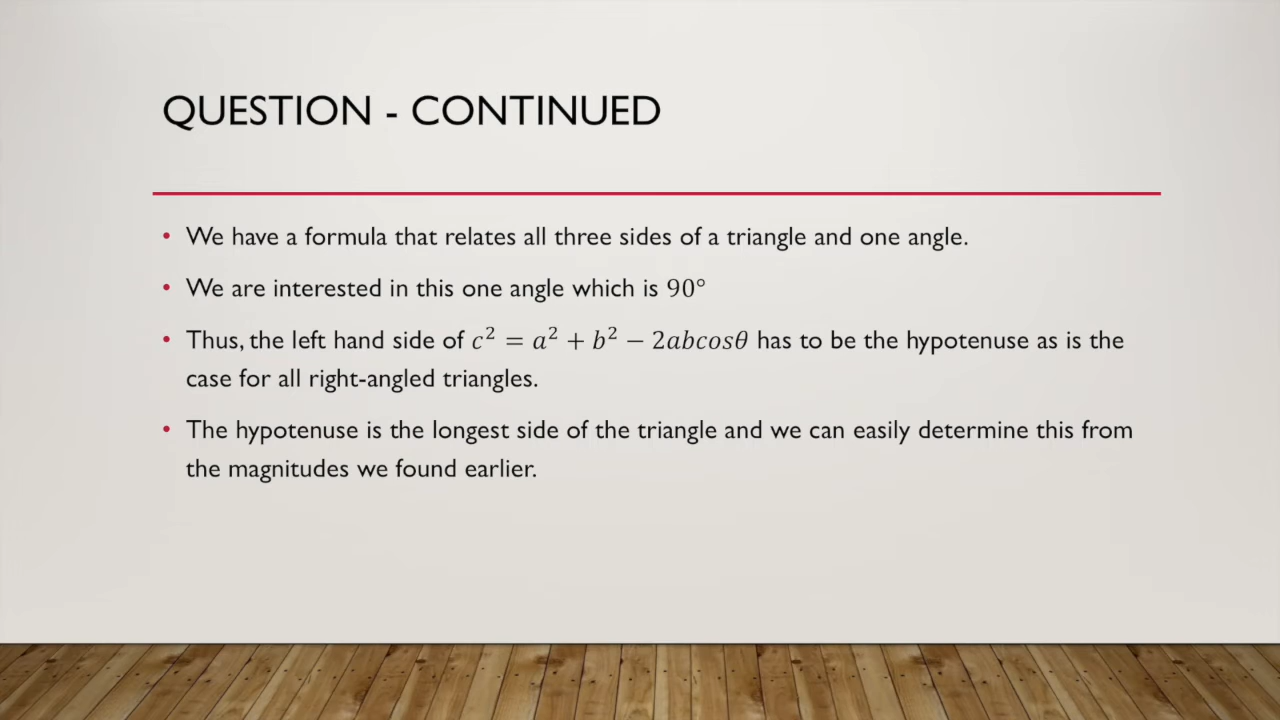 QUESTION - CONTINUED
• We have a formula that relates all three sides of a triangle and one angle.
• We are interested in this one angle which is 90°
• Thus, the left hand side of c² = a² + b² − 2abcosθ has to be the hypotenuse as is the
case for all right-angled triangles.
• The hypotenuse is the longest side of the triangle and we can easily determine this from
the magnitudes we found earlier.